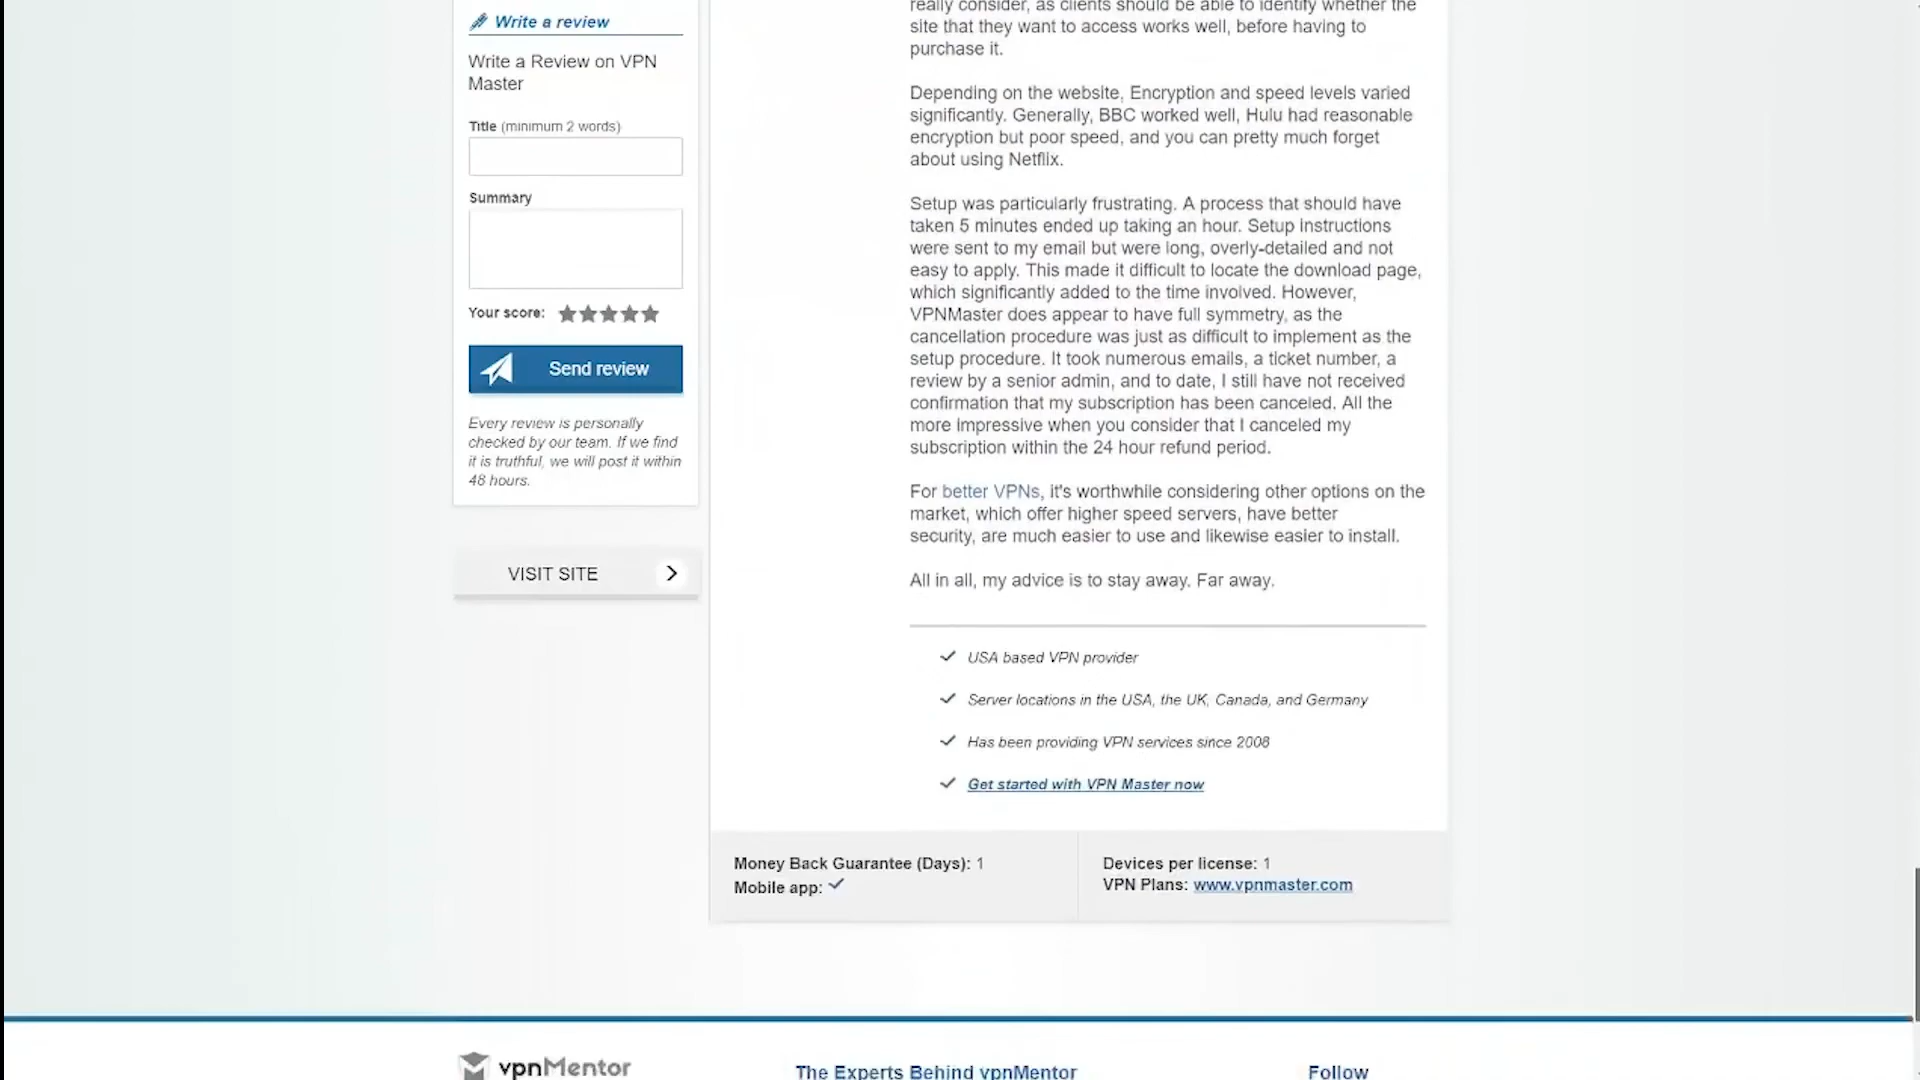 Write a review
Write a Review on VPN
Master
Title (minimum 2 words)
Summary
Your score:
Send review
Every review is personally
checked by our team. If we find
it is truthful, we will post it within
48 hours.
VISIT SITE
really consider, as clients should be able to identify whether the
site that they want to access works well, before having to
purchase it.
Depending on the website, Encryption and speed levels varied
significantly. Generally, BBC worked well, Hulu had reasonable
encryption but poor speed, and you can pretty much forget
about using Netflix.
Setup was particularly frustrating. A process that should have
taken 5 minutes ended up taking an hour. Setup instructions
were sent to my email but were long, overly-detailed and not
easy to apply. This made it difficult to locate the download page,
which significantly added to the time involved. However,
VPNMaster does appear to have full symmetry, as the
cancellation procedure was just as difficult to implement as the
setup procedure. It took numerous emails, a ticket number, a
review by a senior admin, and to date, I still have not received
confirmation that my subscription has been canceled. All the
more impressive when you consider that I canceled my
subscription within the 24 hour refund period.
For better VPNs, it's worthwhile considering other options on the
market, which offer higher speed servers, have better
security, are much easier to use and likewise easier to install.
All in all, my advice is to stay away. Far away.
USA based VPN provider
Server locations in the USA, the UK, Canada, and Germany
Has been providing VPN services since 2008
Get started with VPN Master now
Money Back Guarantee (Days): 1
Mobile app:
Devices per license: 1
VPN Plans: www.vpnmaster.com
vpnMentor
The Experts Behind vpnMentor
Follow